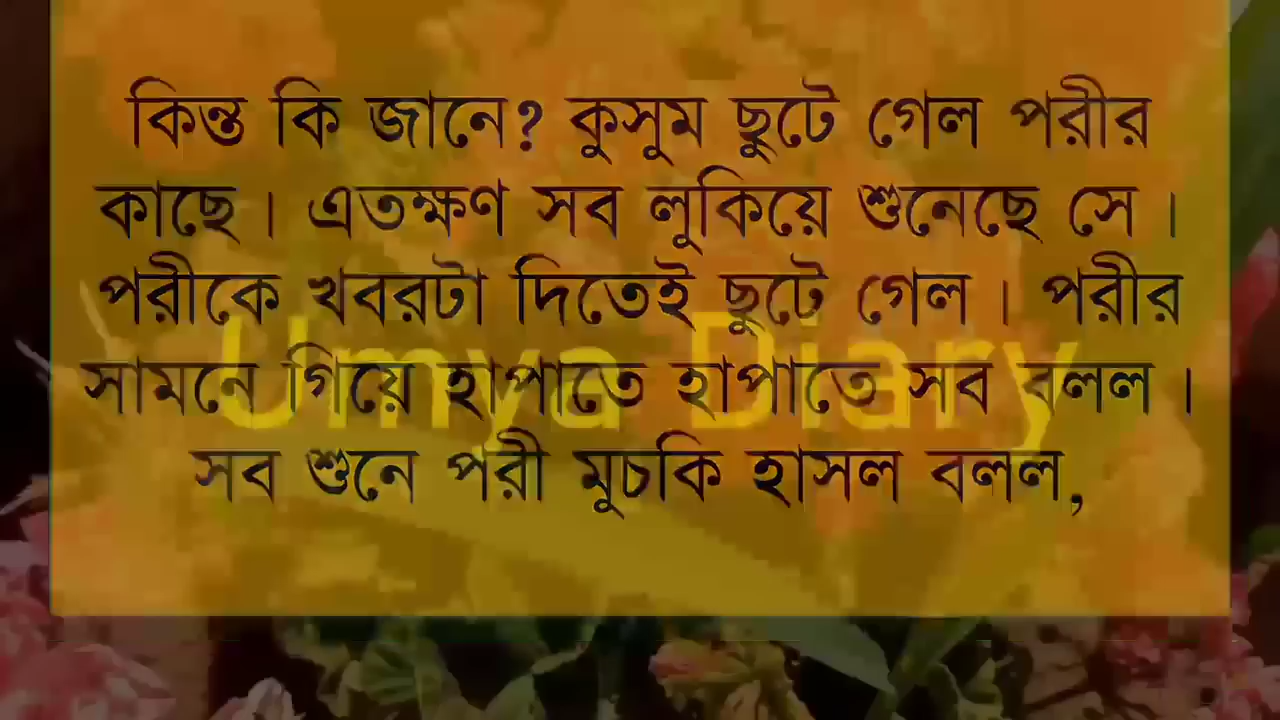 কিন্তু কি জানে? কুসুম ছুটে গেল পরীর
কাছে। এতক্ষণ সব লুকিয়ে শুনেছে সে।
পরীকে খবরটা দিতেই ছুটে গেল। পরীর
সামনে গিয়ে হাপাতে হাপাতে সব বলল।
সব শুনে পরী মুচকি হাসল বলল,
Umya Diary